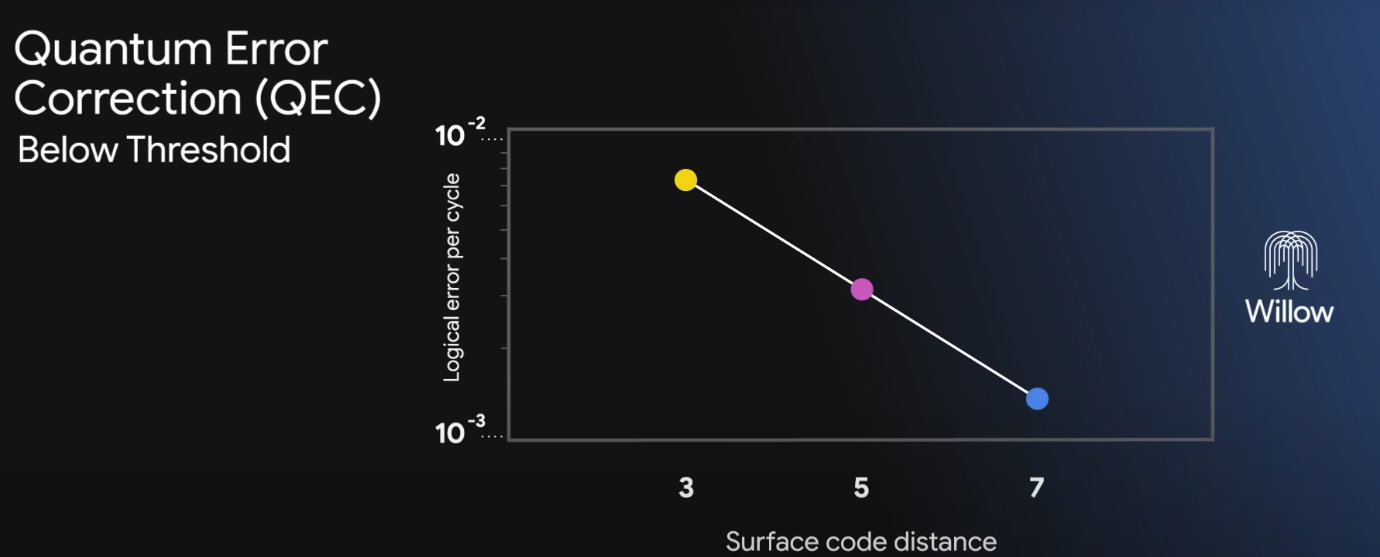 Quantum Error
Correction (QEC)
Below Threshold
10⁻²
Logical error per cycle
10⁻³
3 5 7
Surface code distance
Willow